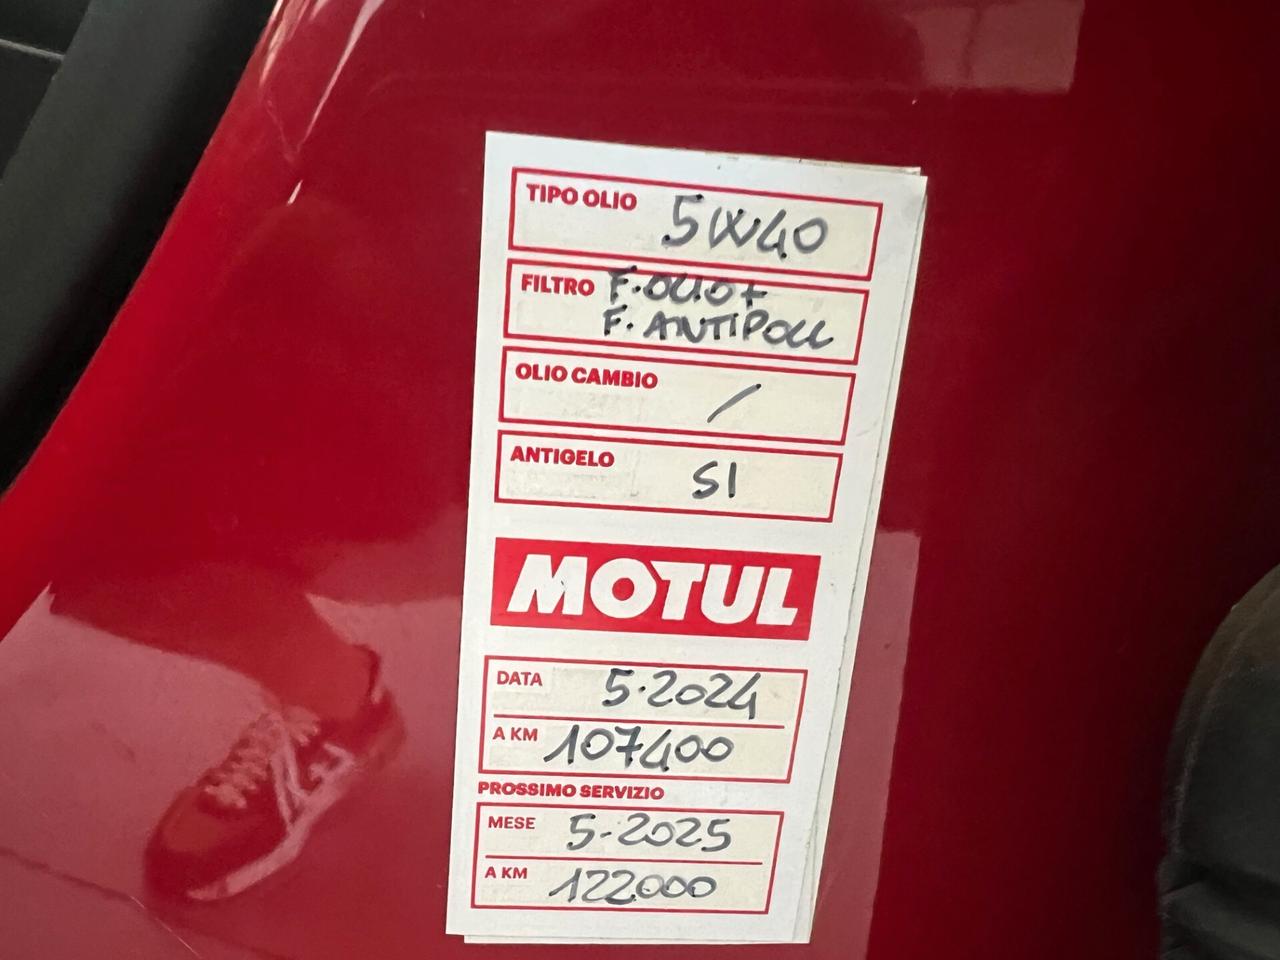 TIPO OLIO 5W40
FILTRO F.OLIO+
F. ANTIPOLL
OLIO CAMBIO /
ANTIGELO SI
MOTUL
DATA 5.2024
A KM 107400
PROSSIMO SERVIZIO
MESE 5-2025
A KM 122000